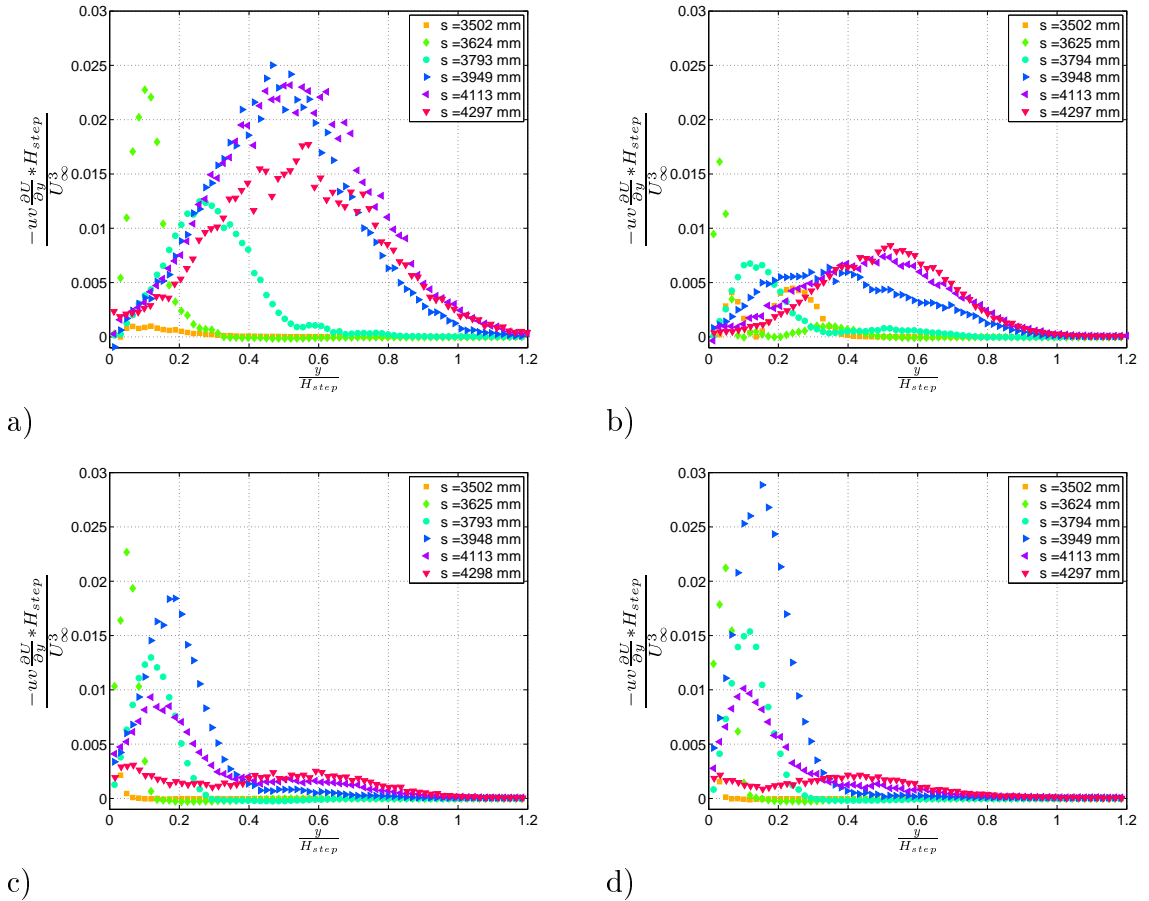 0.03
0.025
0.02
0.015
0.01
0.005
0
0 0.2 0.4 0.6 0.8 1 1.2
−uv ∂U/∂y * H_step / U_∞^3
y / H_step
s =3502 mm
s =3624 mm
s =3793 mm
s =3949 mm
s =4113 mm
s =4297 mm
a)
0.03
0.025
0.02
0.015
0.01
0.005
0
0 0.2 0.4 0.6 0.8 1 1.2
−uv ∂U/∂y * H_step / U_∞^3
y / H_step
s =3502 mm
s =3625 mm
s =3794 mm
s =3948 mm
s =4113 mm
s =4297 mm
b)
0.03
0.025
0.02
0.015
0.01
0.005
0
0 0.2 0.4 0.6 0.8 1 1.2
−uv ∂U/∂y * H_step / U_∞^3
y / H_step
s =3502 mm
s =3625 mm
s =3793 mm
s =3948 mm
s =4113 mm
s =4298 mm
c)
0.03
0.025
0.02
0.015
0.01
0.005
0
0 0.2 0.4 0.6 0.8 1 1.2
−uv ∂U/∂y * H_step / U_∞^3
y / H_step
s =3502 mm
s =3624 mm
s =3794 mm
s =3949 mm
s =4113 mm
s =4297 mm
d)